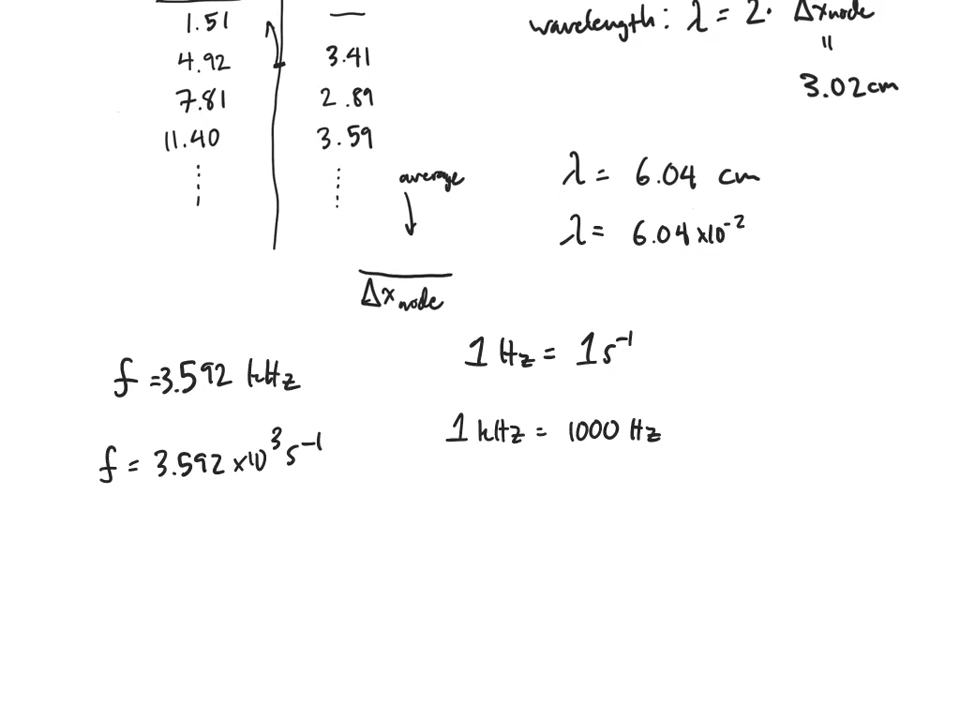 1.51 —
4.92 3.41
7.81 2.89
11.40 3.59
wavelength: λ = 2· Δxnode
"
3.02cm
average
Δxnode
λ = 6.04 cm
λ = 6.04 ×10⁻²
f =3.592 kHz
f = 3.592 ×10³ s⁻¹
1 Hz = 1 s⁻¹
1 kHz = 1000 Hz